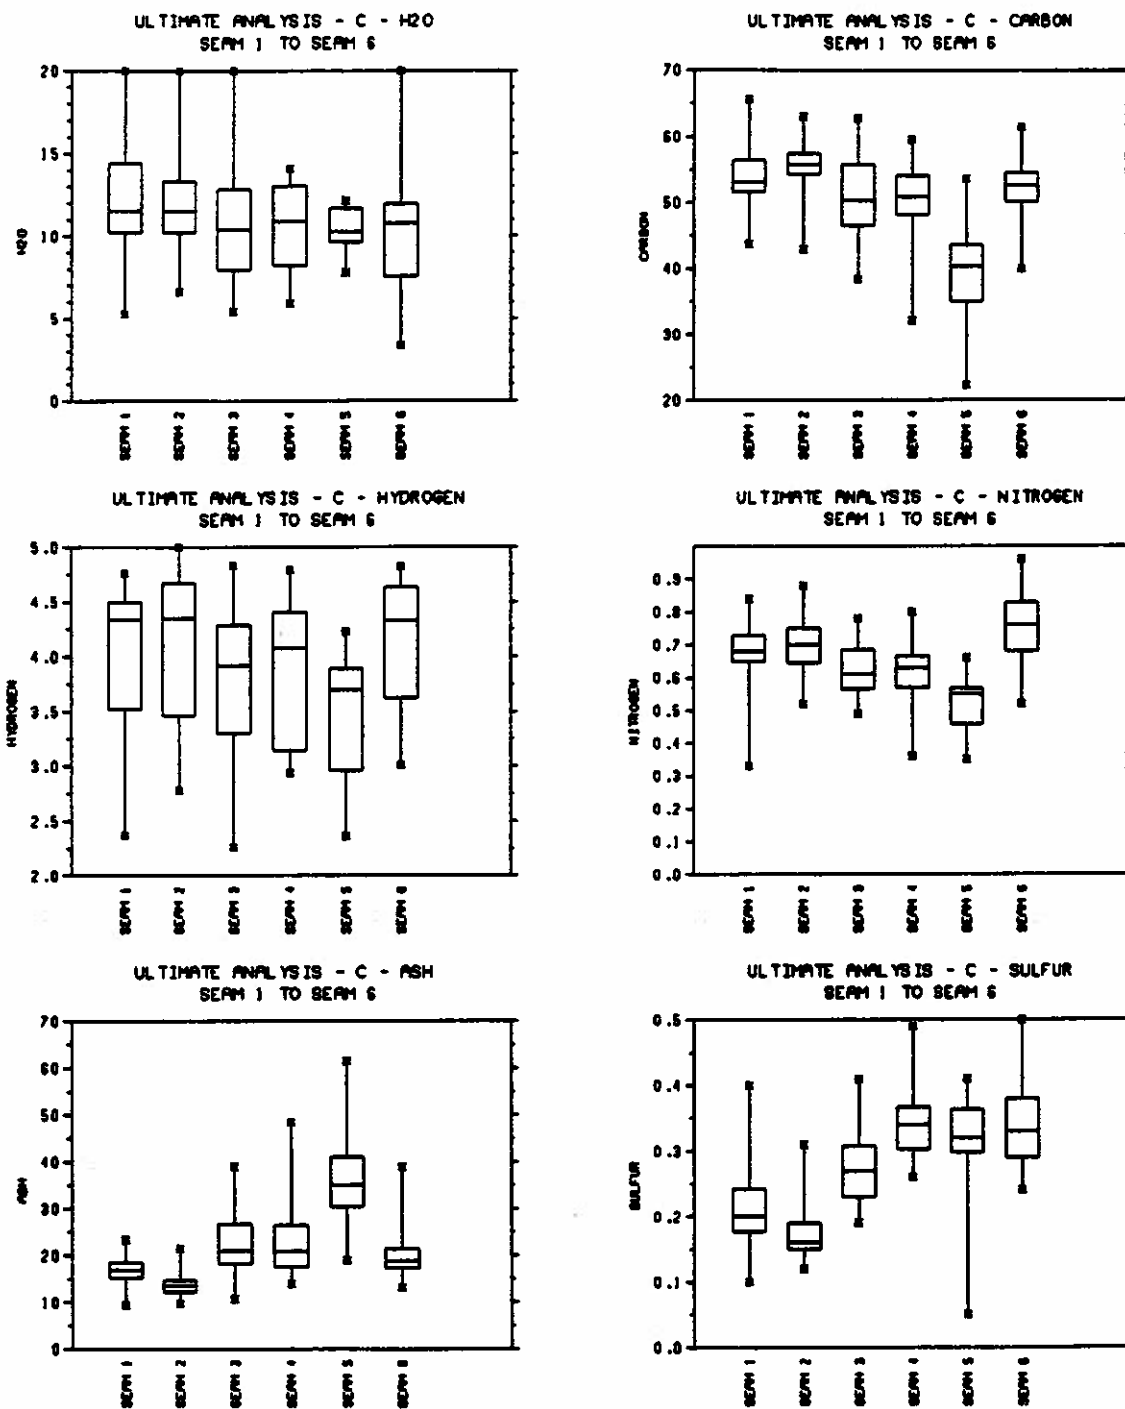 ULTIMATE ANALYSIS - C - H2O
SEAM 1 TO SEAM 6
20
15
10
5
0
H2O
SEAM 1
SEAM 2
SEAM 3
SEAM 4
SEAM 5
SEAM 6
ULTIMATE ANALYSIS - C - CARBON
SEAM 1 TO SEAM 6
70
60
50
40
30
20
CARBON
SEAM 1
SEAM 2
SEAM 3
SEAM 4
SEAM 5
SEAM 6
ULTIMATE ANALYSIS - C - HYDROGEN
SEAM 1 TO SEAM 6
5.0
4.5
4.0
3.5
3.0
2.5
2.0
HYDROGEN
SEAM 1
SEAM 2
SEAM 3
SEAM 4
SEAM 5
SEAM 6
ULTIMATE ANALYSIS - C - NITROGEN
SEAM 1 TO SEAM 6
0.9
0.8
0.7
0.6
0.5
0.4
0.3
0.2
0.1
0.0
NITROGEN
SEAM 1
SEAM 2
SEAM 3
SEAM 4
SEAM 5
SEAM 6
ULTIMATE ANALYSIS - C - ASH
SEAM 1 TO SEAM 6
70
60
50
40
30
20
10
0
ASH
SEAM 1
SEAM 2
SEAM 3
SEAM 4
SEAM 5
SEAM 6
ULTIMATE ANALYSIS - C - SULFUR
SEAM 1 TO SEAM 6
0.5
0.4
0.3
0.2
0.1
0.0
SULFUR
SEAM 1
SEAM 2
SEAM 3
SEAM 4
SEAM 5
SEAM 6